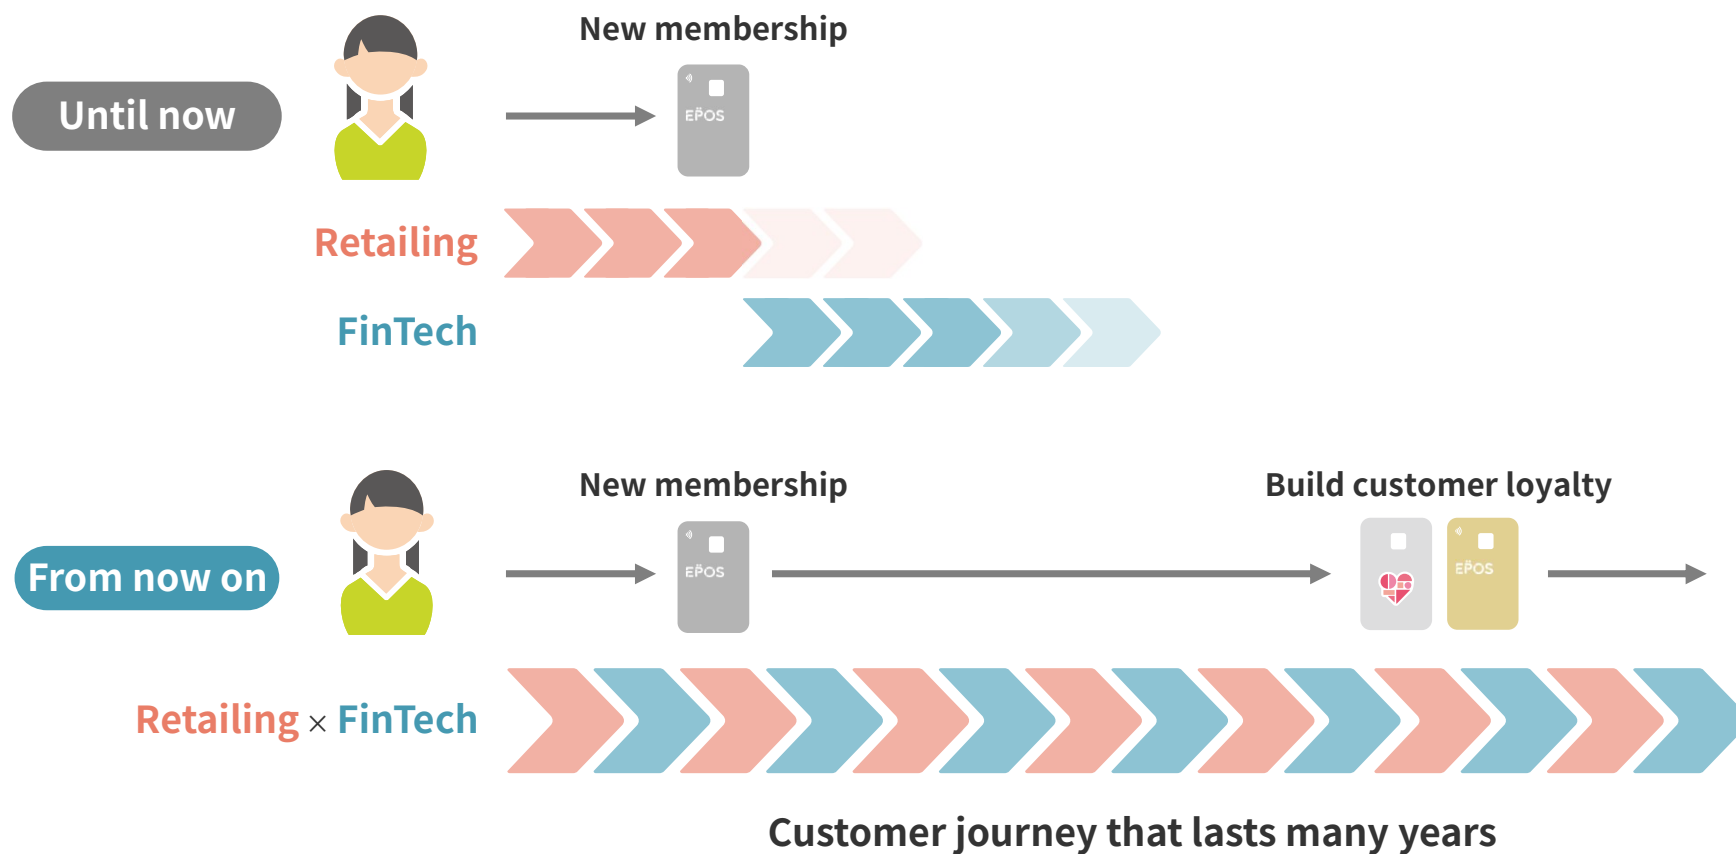 New membership
Until now
EPOS
Retailing
FinTech
New membership
Build customer loyalty
From now on
EPOS
EPOS
Retailing × FinTech
Customer journey that lasts many years